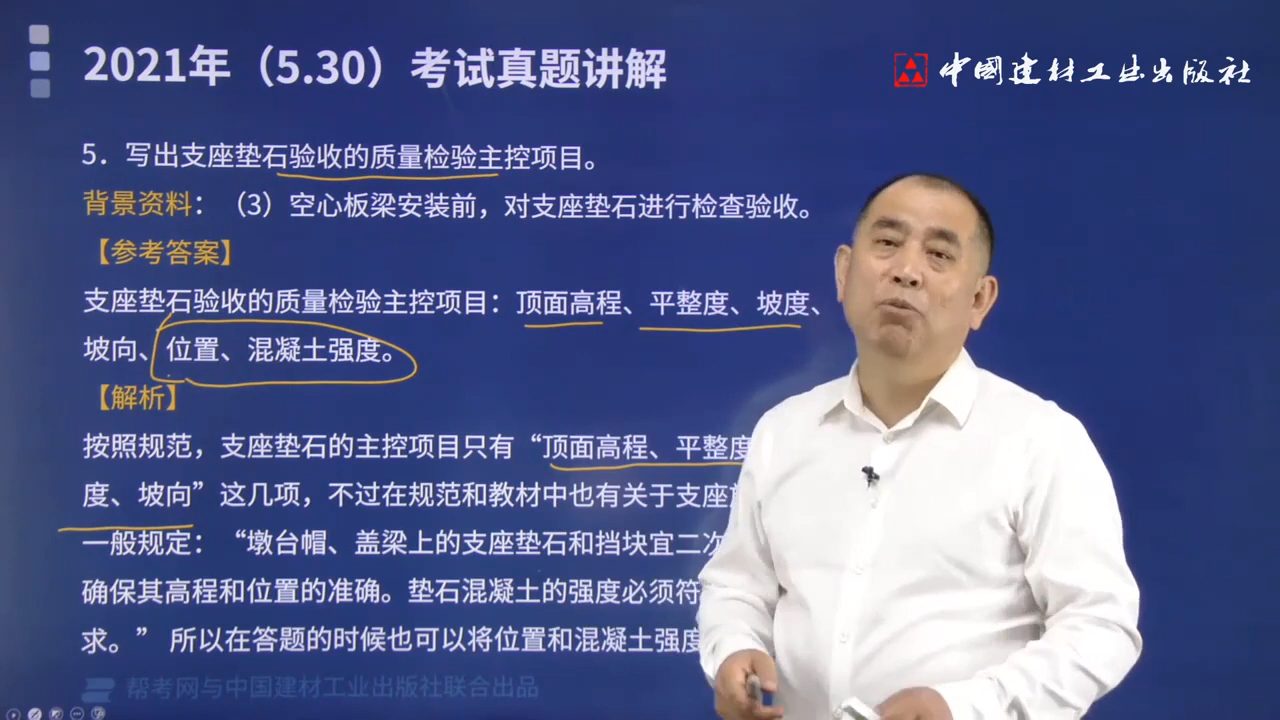 2021年（5.30）考试真题讲解
中国建材工业出版社
5．写出支座垫石验收的质量检验主控项目。
背景资料：（3）空心板梁安装前，对支座垫石进行检查验收。
【参考答案】
支座垫石验收的质量检验主控项目：顶面高程、平整度、坡度、
坡向、位置、混凝土强度。
【解析】
按照规范，支座垫石的主控项目只有“顶面高程、平整度
度、坡向”这几项，不过在规范和教材中也有关于支座
一般规定：“墩台帽、盖梁上的支座垫石和挡块宜二次
确保其高程和位置的准确。垫石混凝土的强度必须符
求。” 所以在答题的时候也可以将位置和混凝土强度
帮考网与中国建材工业出版社联合出品